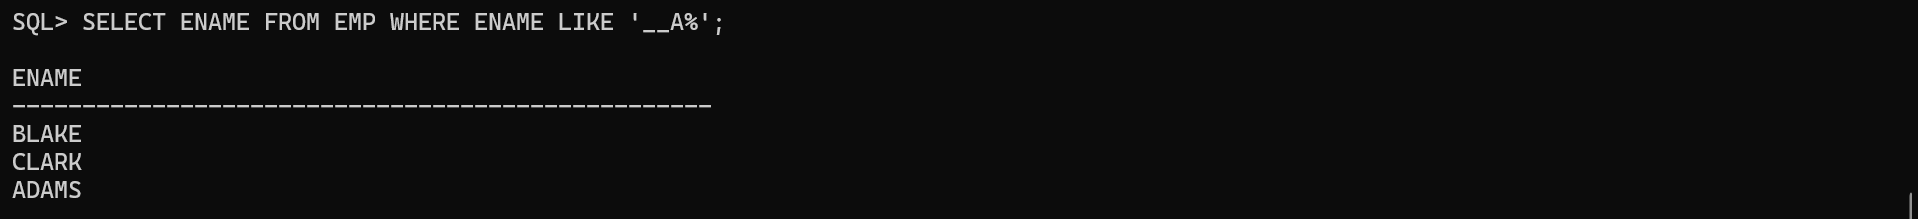 SQL> SELECT ENAME FROM EMP WHERE ENAME LIKE '__A%';
ENAME
--------------------------------------------------
BLAKE
CLARK
ADAMS